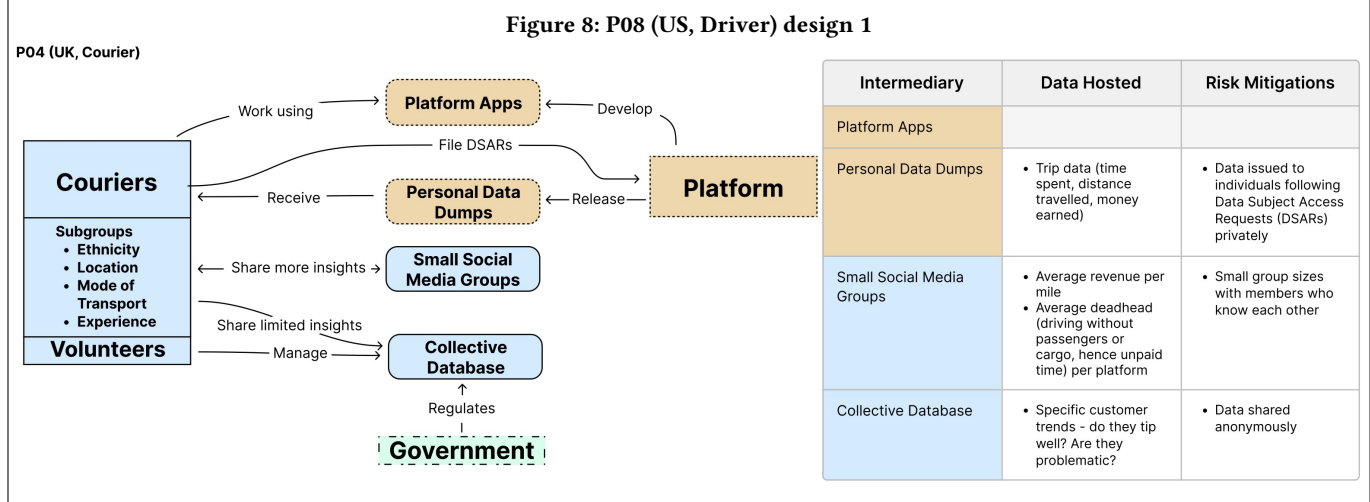 Figure 8: P08 (US, Driver) design 1
P04 (UK, Courier)
Work using
Platform Apps
Develop
File DSARs
Couriers
Platform
Receive
Personal Data
Dumps
Release
Subgroups
• Ethnicity
• Location
• Mode of
Transport
• Experience
Share more insights
Small Social
Media Groups
Share limited insights
Volunteers
Manage
Collective
Database
Regulates
Government
Intermediary
Data Hosted
Risk Mitigations
Platform Apps
Personal Data Dumps
• Trip data (time
spent, distance
travelled, money
earned)
• Data issued to
individuals following
Data Subject Access
Requests (DSARs)
privately
Small Social Media
Groups
• Average revenue per
mile
• Average deadhead
(driving without
passengers or
cargo, hence unpaid
time) per platform
• Small group sizes
with members who
know each other
Collective Database
• Specific customer
trends - do they tip
well? Are they
problematic?
• Data shared
anonymously